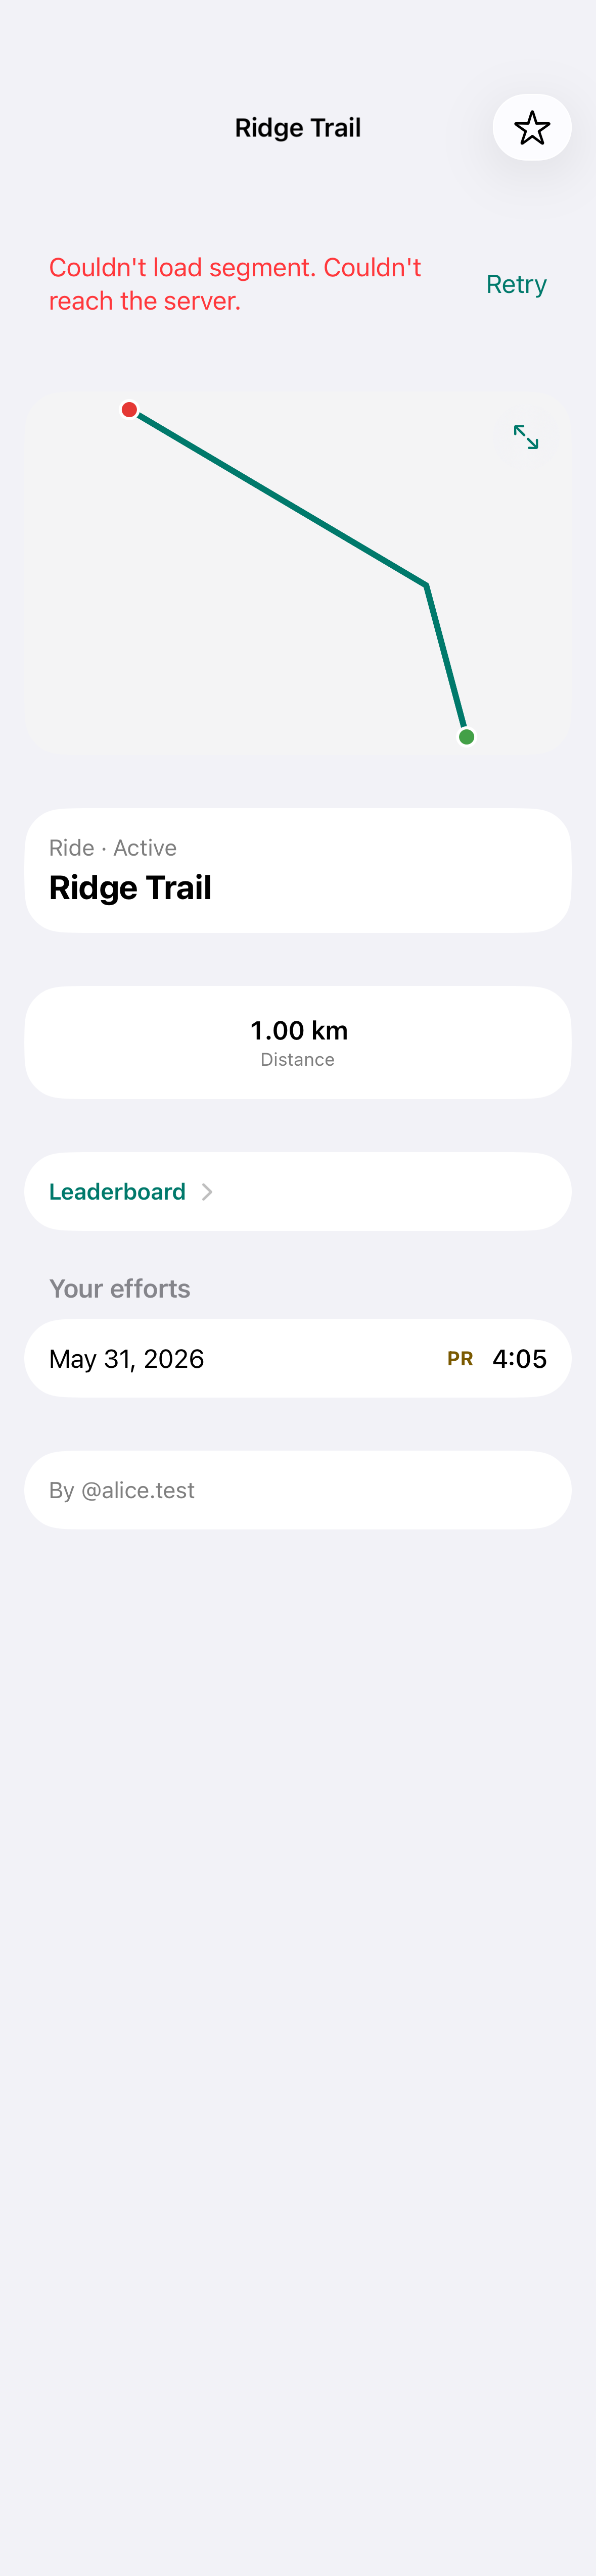 Ridge Trail
Couldn't load segment. Couldn't
reach the server.
Retry
Ride · Active
Ridge Trail
1.00 km
Distance
Leaderboard
Your efforts
May 31, 2026 PR 4:05
By @alice.test